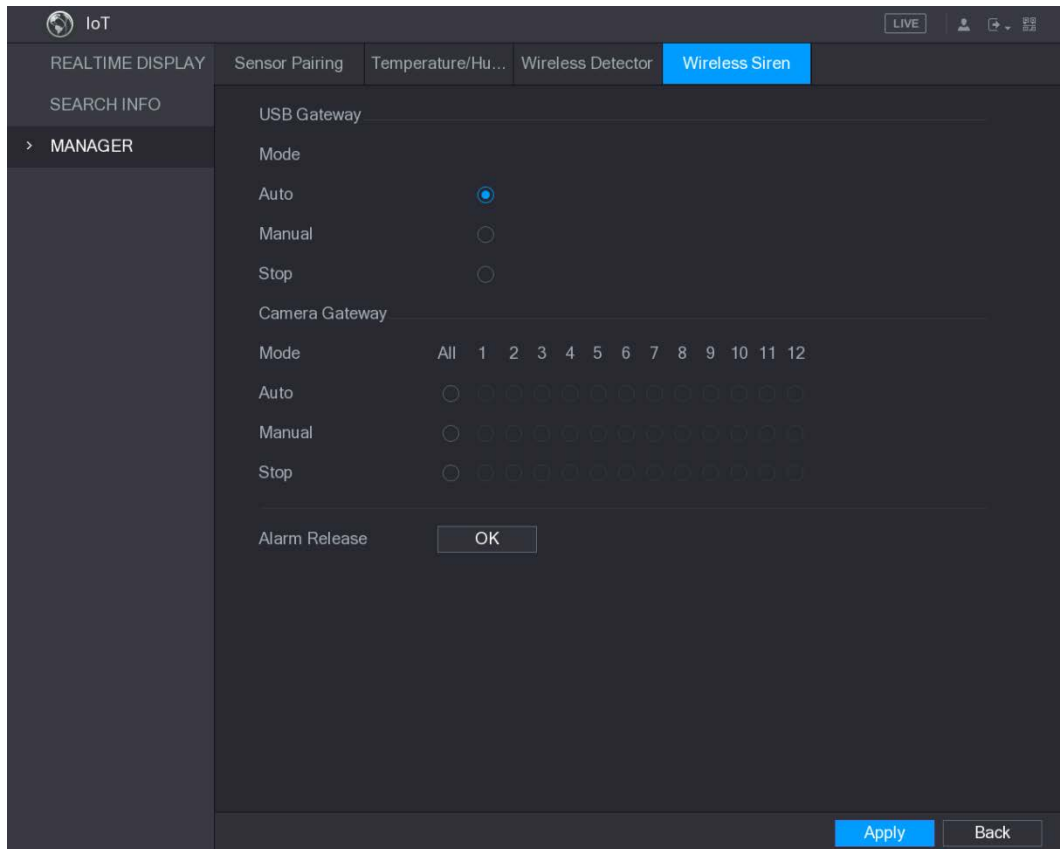 IoT
LIVE
REALTIME DISPLAY
SEARCH INFO
MANAGER
Sensor Pairing Temperature/Hu... Wireless Detector Wireless Siren
USB Gateway
Mode
Auto
Manual
Stop
Camera Gateway
Mode All 1 2 3 4 5 6 7 8 9 10 11 12
Auto
Manual
Stop
Alarm Release OK
Apply Back